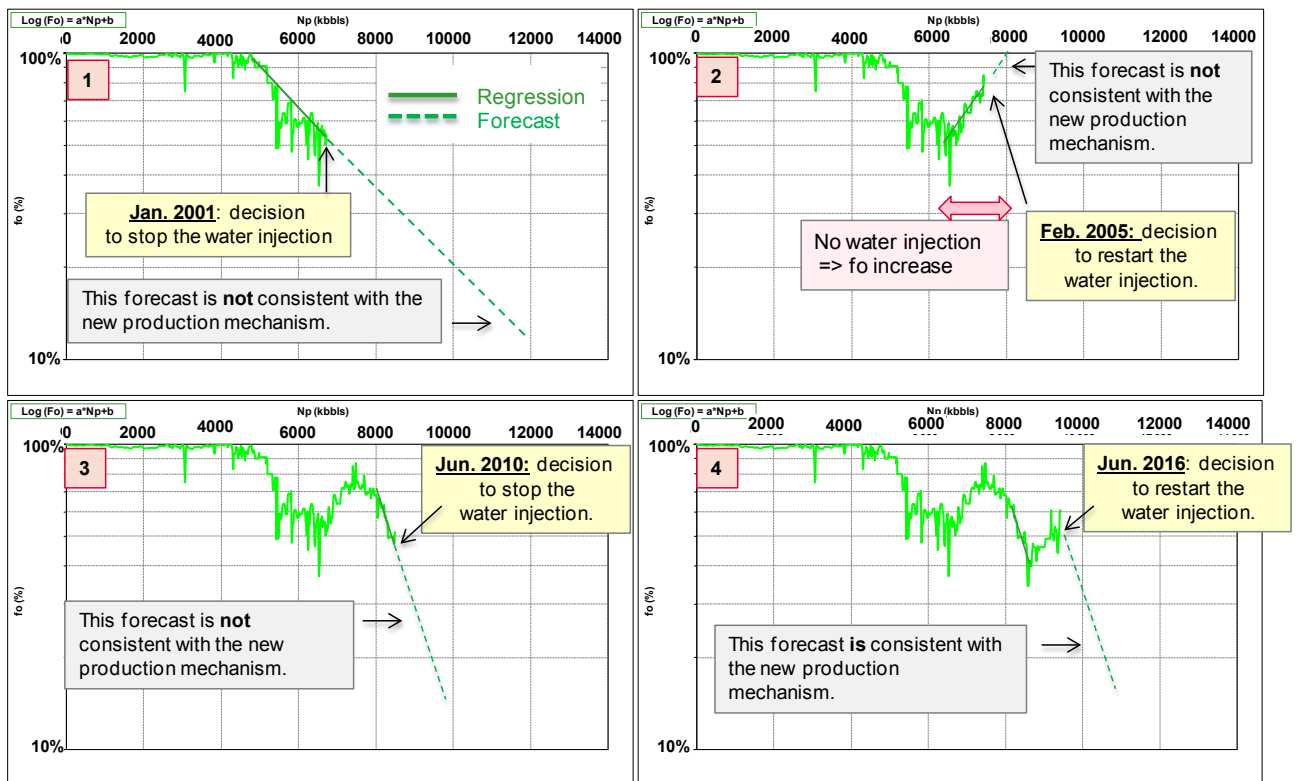 Log (Fo) = a*Np+b
Np (kbbls)
0 2000 4000 6000 8000 10000 12000 14000
100%
1
Regression
Forecast
Jan. 2001: decision
to stop the water injection
This forecast is not consistent with the
new production mechanism.
fo (%)
10%
Log (Fo) = a*Np+b
Np (kbbls)
0 2000 4000 6000 8000 10000 12000 14000
100%
2
This forecast is not
consistent with the
new production
mechanism.
No water injection
=> fo increase
Feb. 2005: decision
to restart the
water injection.
fo (%)
10%
Log (Fo) = a*Np+b
Np (kbbls)
0 2000 4000 6000 8000 10000 12000 14000
100%
3
Jun. 2010: decision
to stop the
water injection.
This forecast is not
consistent with the new
production mechanism.
fo (%)
10%
Log (Fo) = a*Np+b
Np (kbbls)
0 2000 4000 6000 8000 10000 12000 14000
100%
4
Jun. 2016: decision
to restart the
water injection.
This forecast is consistent with
the new production
mechanism.
fo (%)
10%